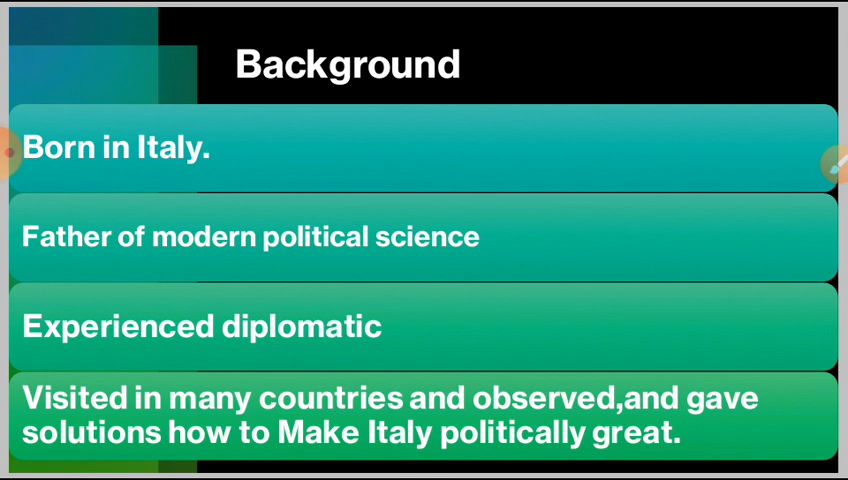 Background
Born in Italy.
Father of modern political science
Experienced diplomatic
Visited in many countries and observed,and gave
solutions how to Make Italy politically great.